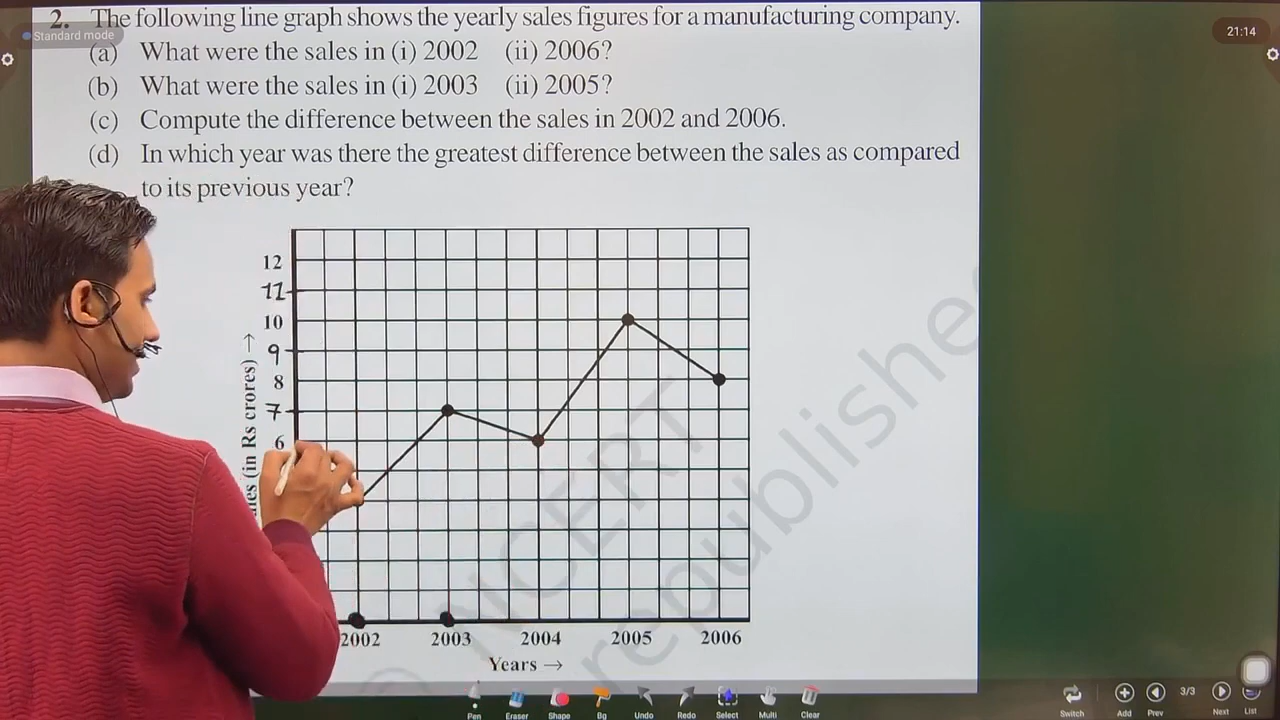 2. The following line graph shows the yearly sales figures for a manufacturing company.
Standard mode
21:14
(a) What were the sales in (i) 2002 (ii) 2006?
(b) What were the sales in (i) 2003 (ii) 2005?
(c) Compute the difference between the sales in 2002 and 2006.
(d) In which year was there the greatest difference between the sales as compared
to its previous year?
12
11
10
9
8
7
6
(in Rs crores) →
2002 2003 2004 2005 2006
Years →
© NCERT
republished
3/3
Pen Eraser Shape Bg Undo Redo Select Multi Clear
Switch Add Prev Next List